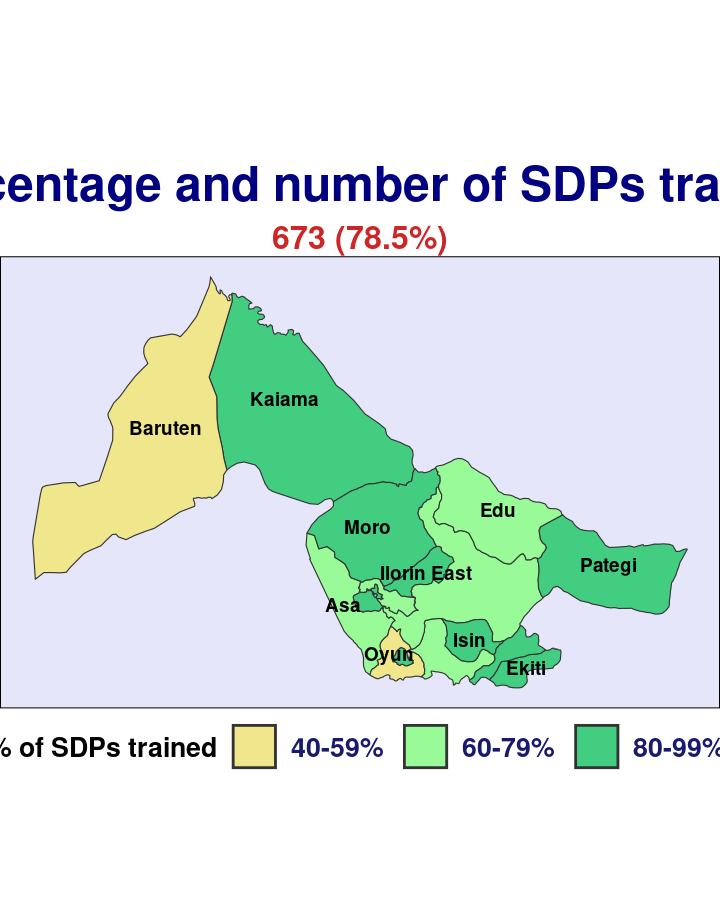 centage and number of SDPs tra
673 (78.5%)
Kaiama
Baruten
Edu
Moro
Pategi
Ilorin East
Asa
Isin
Oyun
Ekiti
% of SDPs trained 40-59% 60-79% 80-99%